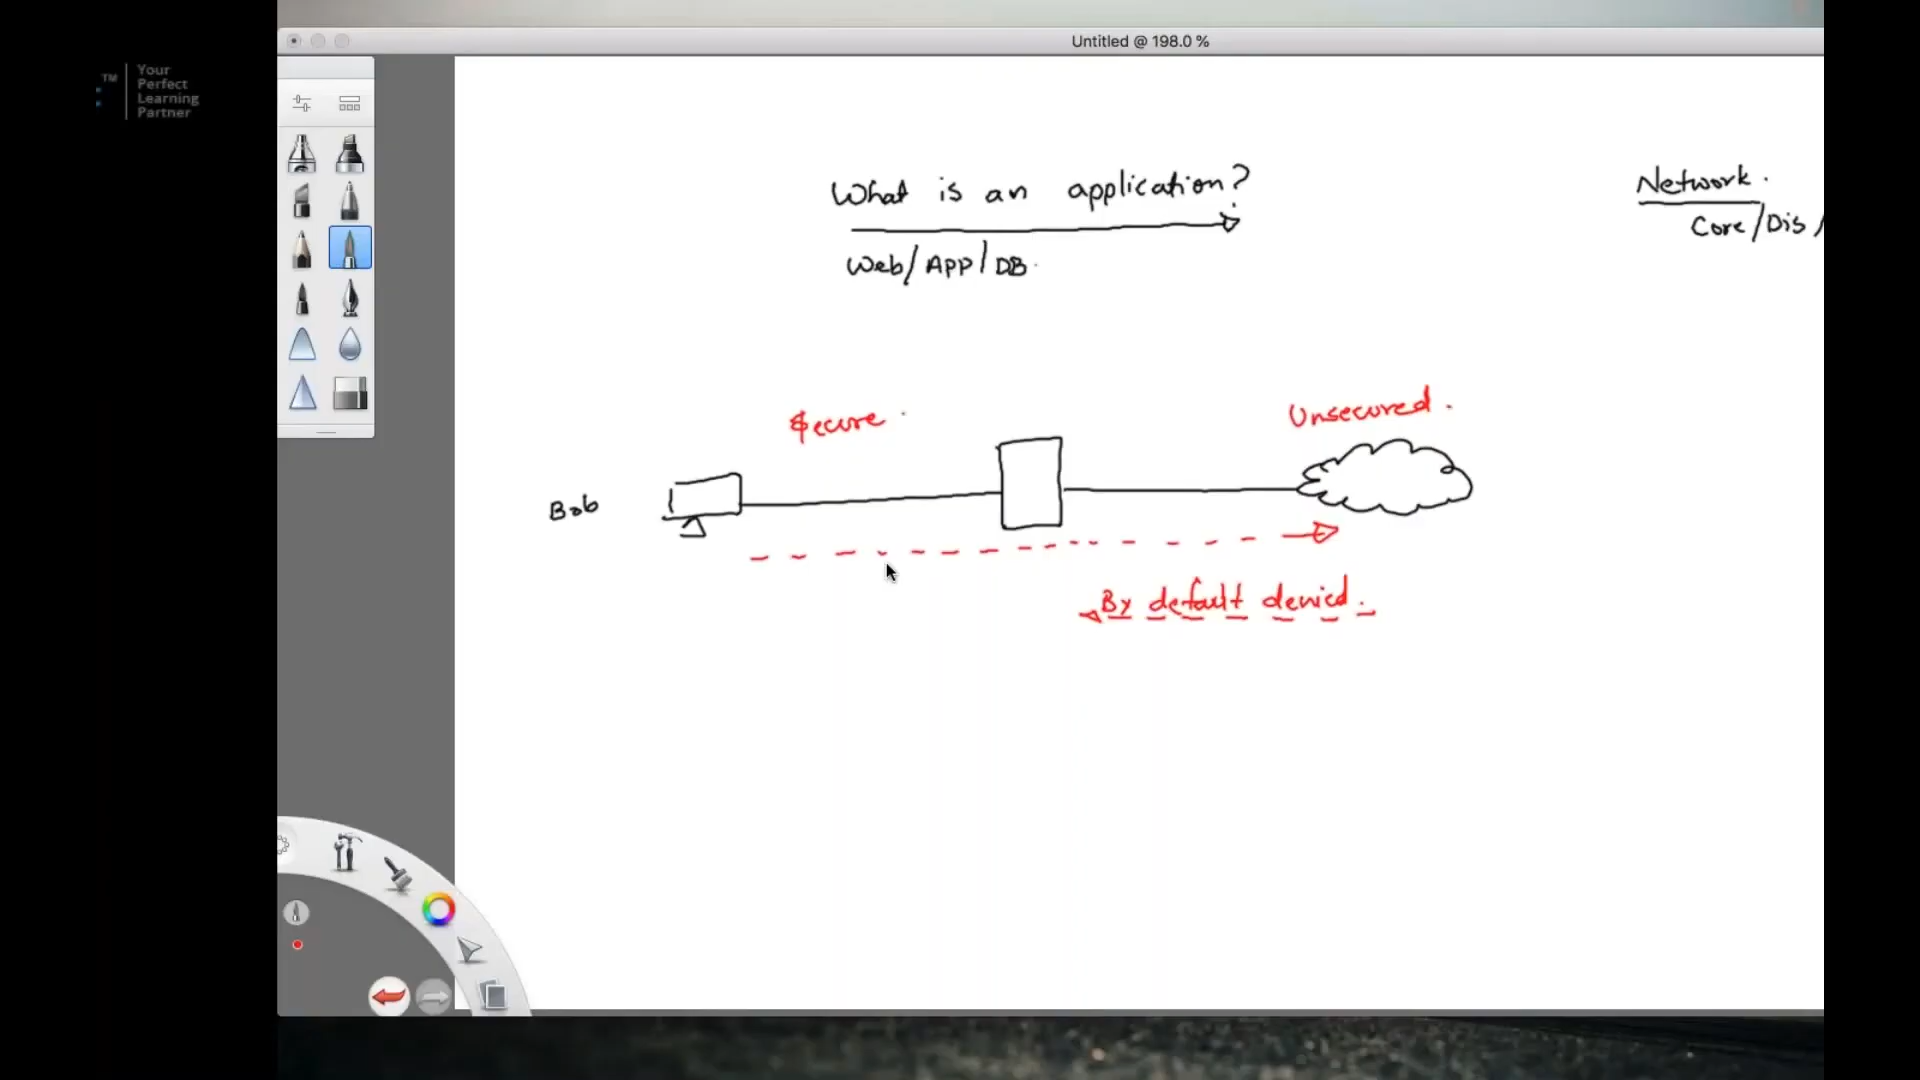 Untitled @ 198.0 %
TM
Your
Perfect
Learning
Partner
What is an application?
Web/APP/DB.
Network.
Core/Dis/
Secure.
Unsecured.
Bob
By default denied.